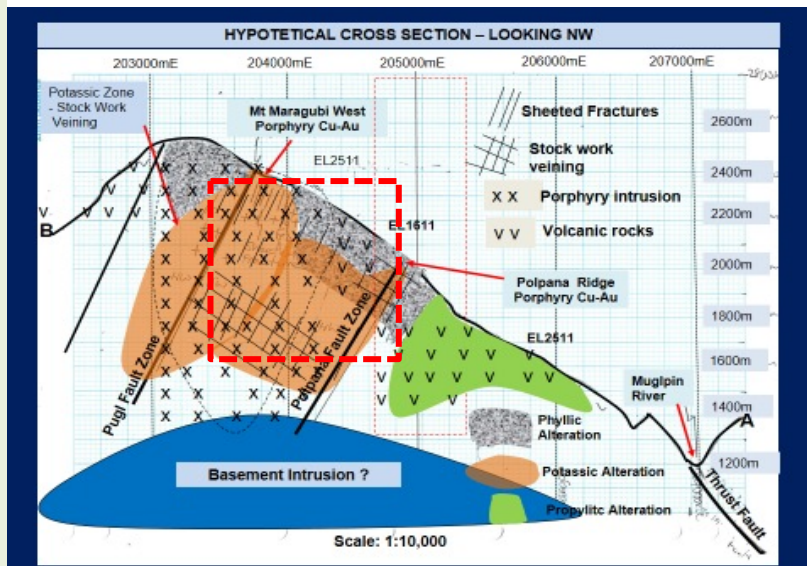 HYPOTETICAL CROSS SECTION – LOOKING NW
203000mE
204000mE
205000mE
206000mE
207000mE
Potassic Zone
- Stock Work
Veining
Mt Maragubi West
Porphyry Cu-Au
EL2511
Sheeted Fractures
Stock work
veining
X X Porphyry intrusion
V V Volcanic rocks
2600m
2400m
2200m
2000m
1800m
1600m
1400m
1200m
B
EL1611
Polpana Ridge
Porphyry Cu-Au
EL2511
Pugl Fault Zone
Polpana Fault Zone
Muglpin
River
A
Phyllic
Alteration
Potassic Alteration
Propylitc Alteration
Basement Intrusion ?
Thrust Fault
Scale: 1:10,000